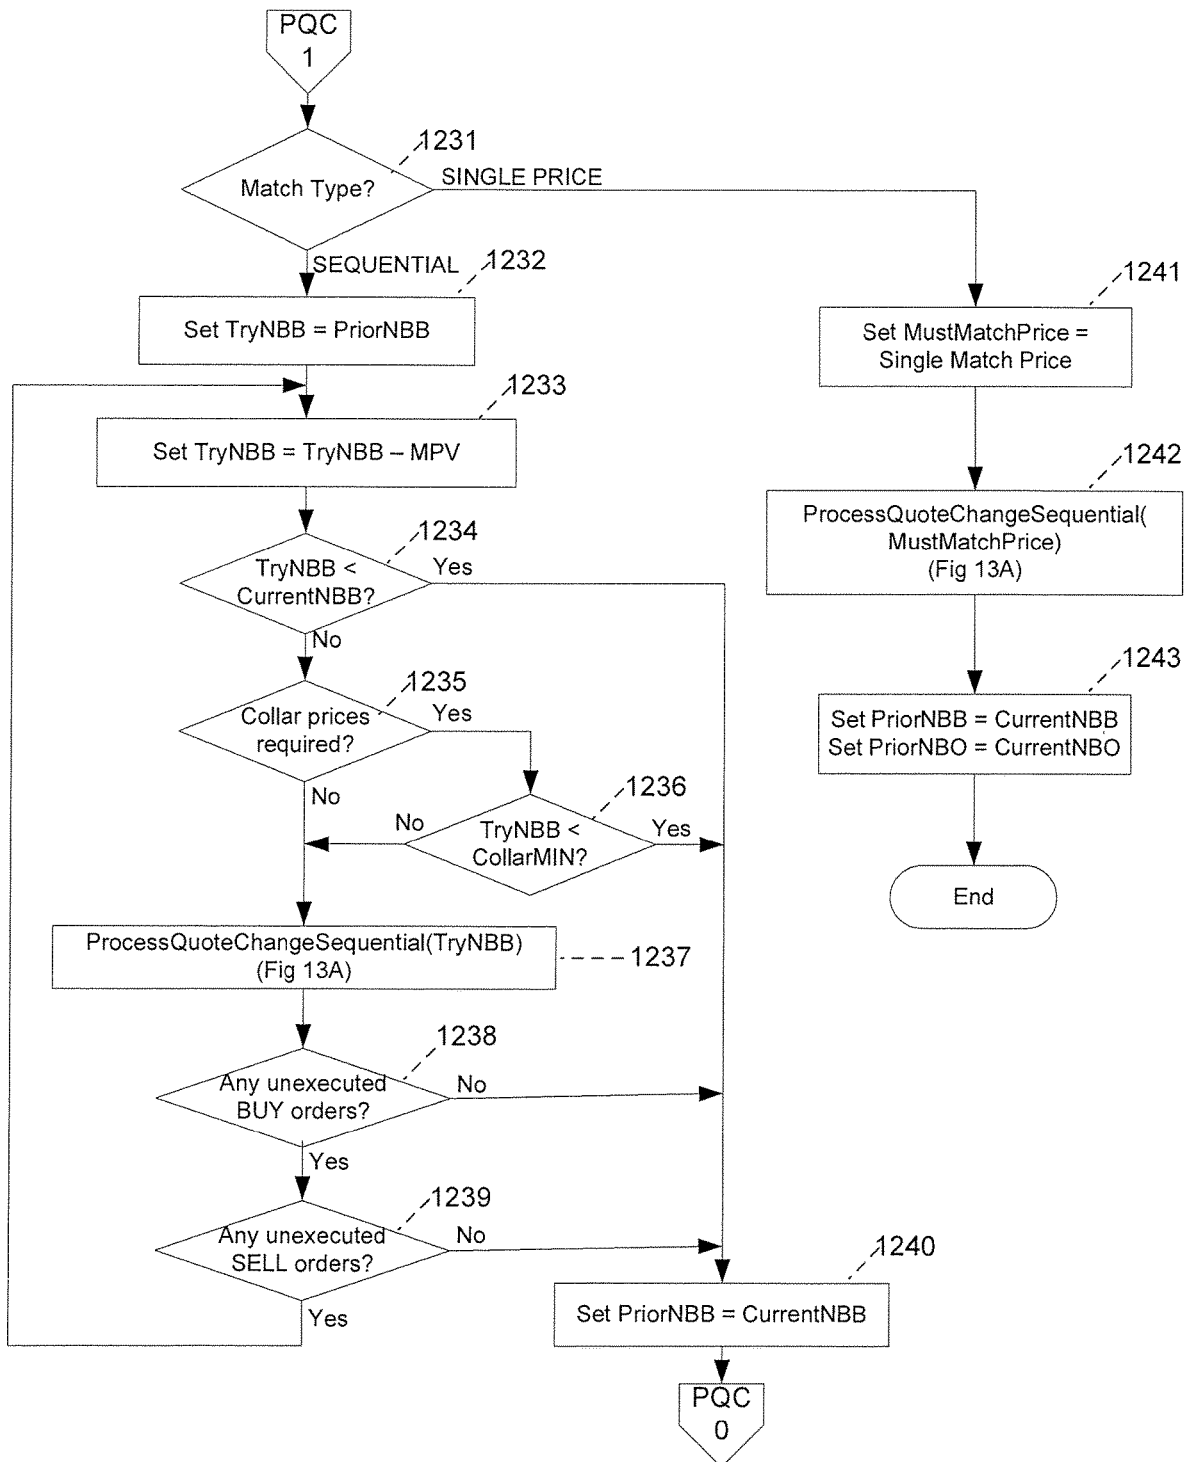 PQC
1
1231
Match Type?
SINGLE PRICE
SEQUENTIAL
1232
Set TryNBB = PriorNBB
1241
Set MustMatchPrice =
Single Match Price
1233
Set TryNBB = TryNBB – MPV
1242
ProcessQuoteChangeSequential(
MustMatchPrice)
(Fig 13A)
1234
TryNBB <
CurrentNBB?
Yes
No
1235
Collar prices
required?
Yes
No
1243
Set PriorNBB = CurrentNBB
Set PriorNBO = CurrentNBO
1236
TryNBB <
CollarMIN?
No
Yes
End
ProcessQuoteChangeSequential(TryNBB)
(Fig 13A)
1237
1238
Any unexecuted
BUY orders?
No
Yes
1239
Any unexecuted
SELL orders?
No
Yes
1240
Set PriorNBB = CurrentNBB
PQC
0